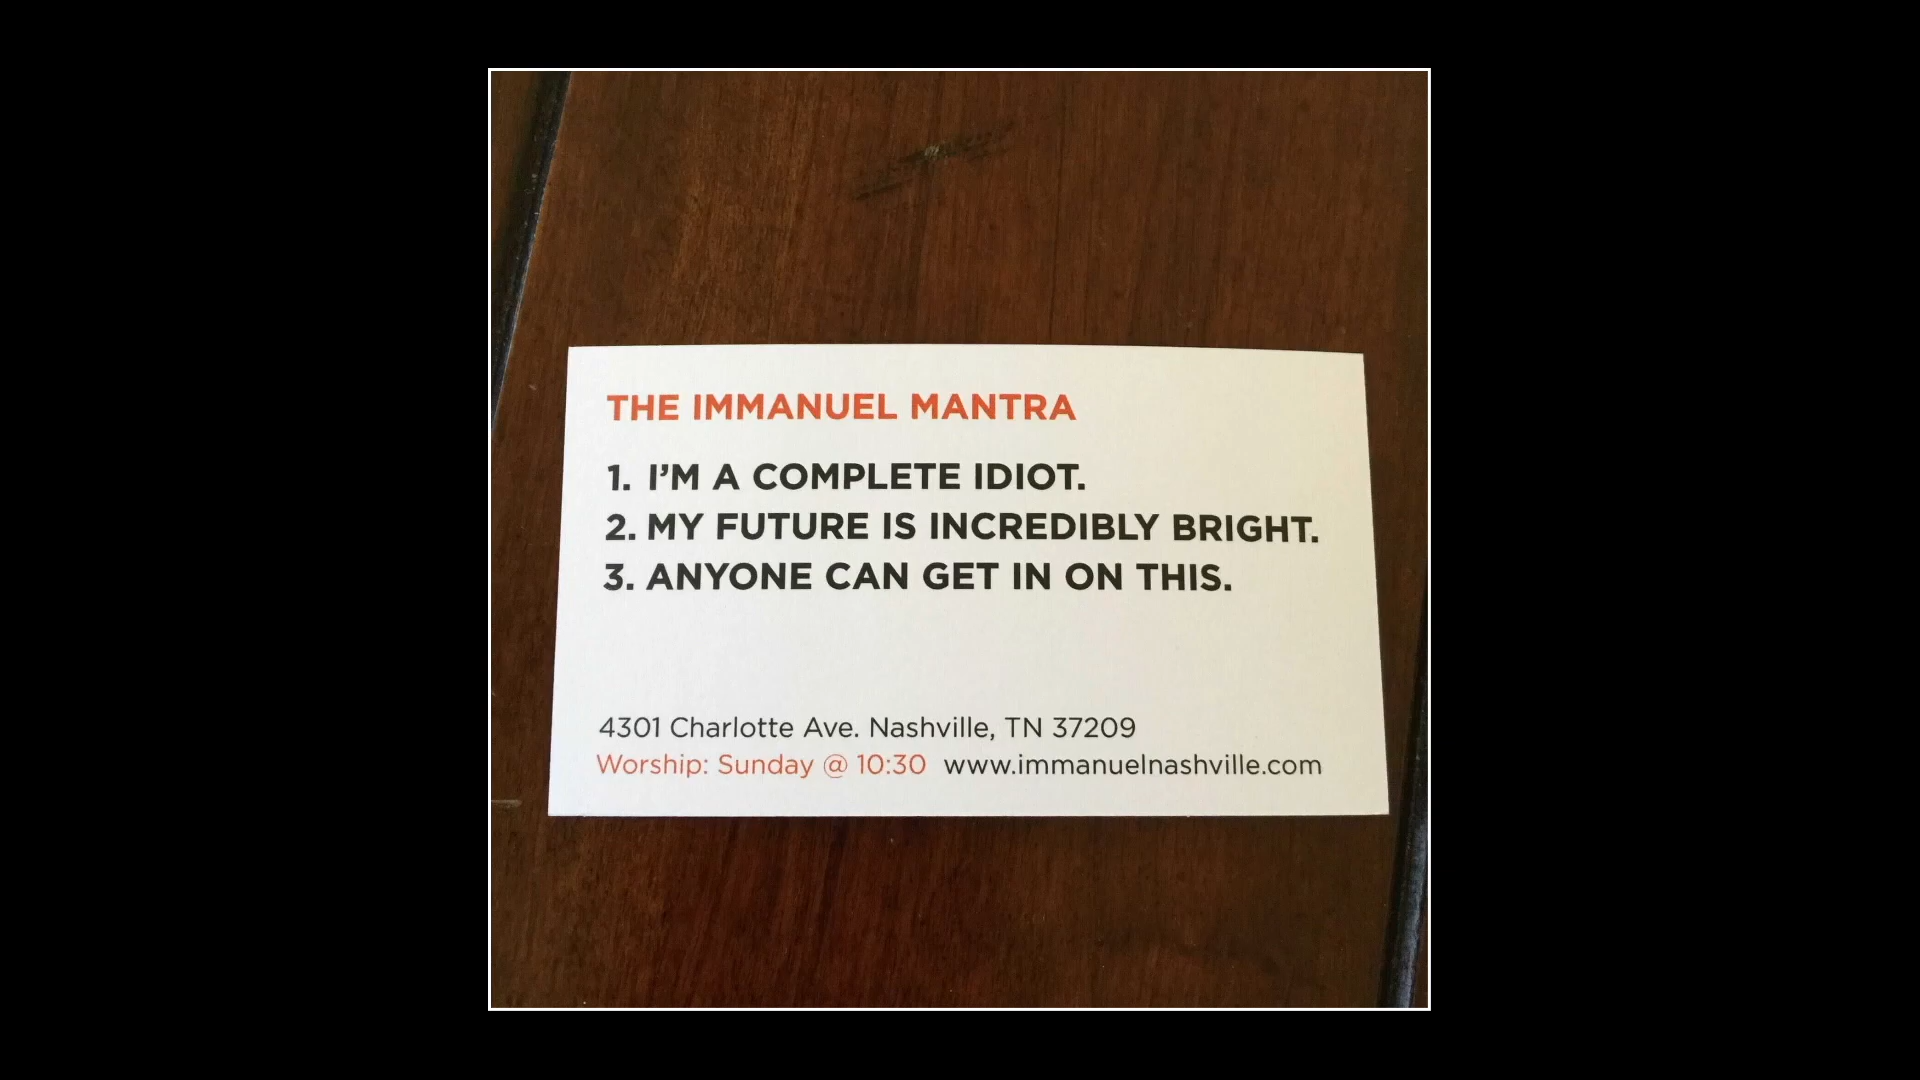 THE IMMANUEL MANTRA
1. I'M A COMPLETE IDIOT.
2. MY FUTURE IS INCREDIBLY BRIGHT.
3. ANYONE CAN GET IN ON THIS.
4301 Charlotte Ave. Nashville, TN 37209
Worship: Sunday @ 10:30 www.immanuelnashville.com